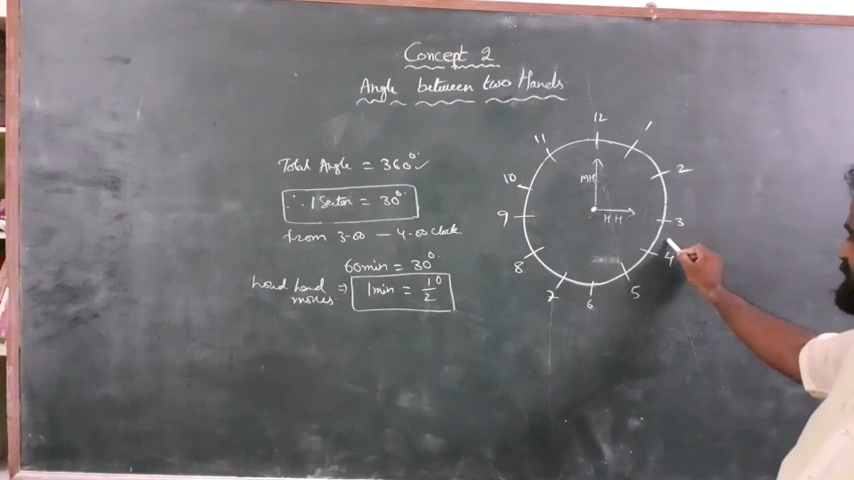 Concept 2
Angle between two Hands
Total Angle = 360° ✓
∴ 1 Sector = 30°
from 3-00 — 4-00 clock
60min = 30°
hand
moves ⇒ 1min = 1/2°
12
1
2
3
4
5
6
7
8
9
10
11
MH
HH